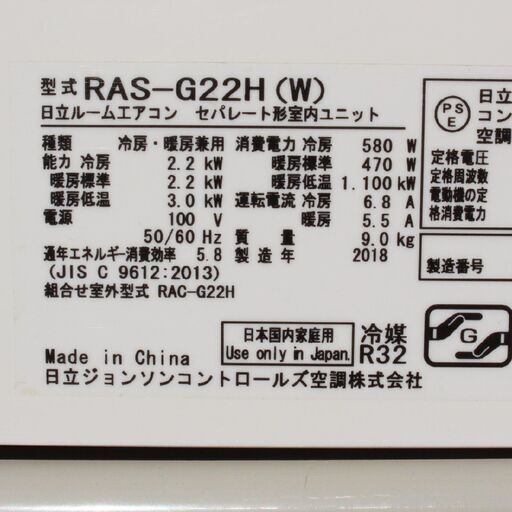 型式 RAS-G22H (W)
日立ルームエアコン セパレート形室内ユニット
種類 冷房・暖房兼用 消費電力 冷房 580 W
能力 冷房 2.2 kW 暖房標準 470 W
暖房標準 2.2 kW 暖房低温 1.100 kW
暖房低温 3.0 kW 運転電流 冷房 6.8 A
電源 100 V 暖房 5.5 A
50/60 Hz 質量 9.0 kg
通年エネルギー消費効率 5.8 製造年 2018
(JIS C 9612:2013)
組合せ室外型式 RAC-G22H
日本国内家庭用
Use only in Japan.
冷媒
R32
Made in China
日立ジョンソンコントロールズ空調株式会社
PS
E
日立
コン
空調
定格電圧
定格周波数
電動機の定
格消費電力
製造番号
G